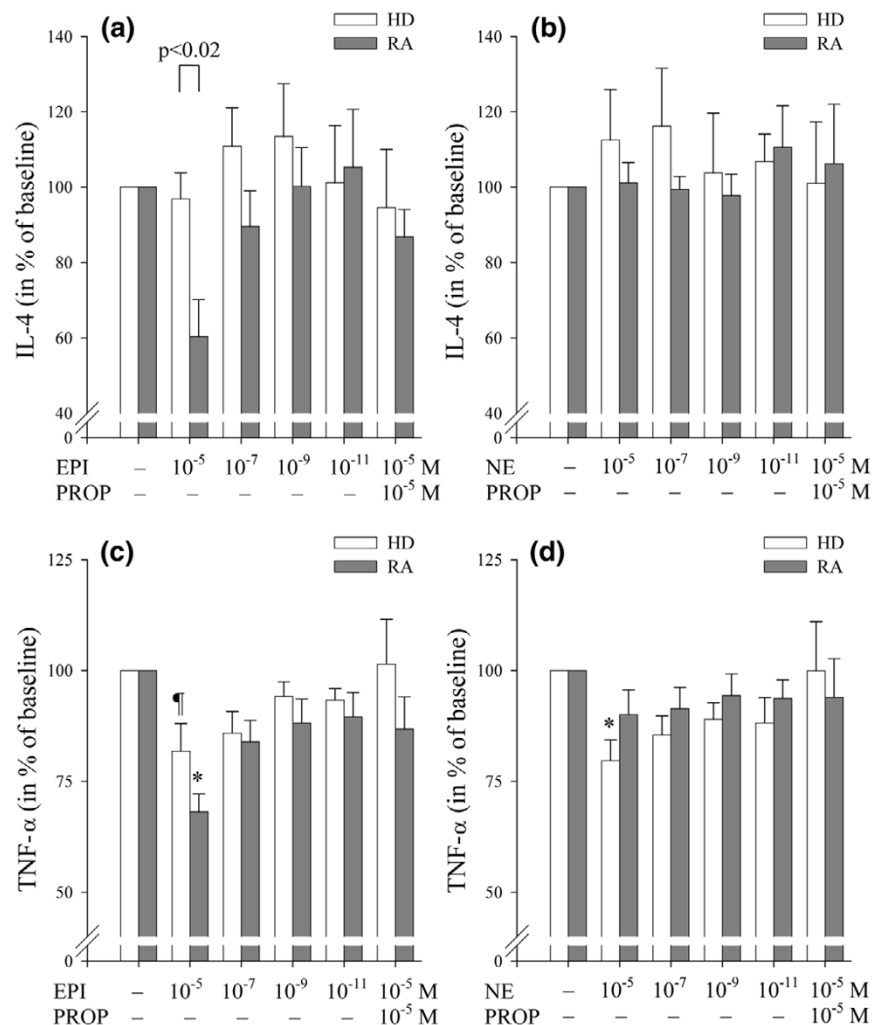 (a)
HD
RA
p<0.02
140
120
100
80
60
40
0
IL-4 (in % of baseline)
EPI – 10⁻⁵ 10⁻⁷ 10⁻⁹ 10⁻¹¹ 10⁻⁵ M
PROP – – – – – 10⁻⁵ M
(b)
HD
RA
140
120
100
80
60
40
0
IL-4 (in % of baseline)
NE – 10⁻⁵ 10⁻⁷ 10⁻⁹ 10⁻¹¹ 10⁻⁵ M
PROP – – – – – 10⁻⁵ M
(c)
HD
RA
125
100
75
50
0
¶
*
TNF-α (in % of baseline)
EPI – 10⁻⁵ 10⁻⁷ 10⁻⁹ 10⁻¹¹ 10⁻⁵ M
PROP – – – – – 10⁻⁵ M
(d)
HD
RA
125
100
75
50
0
*
TNF-α (in % of baseline)
NE – 10⁻⁵ 10⁻⁷ 10⁻⁹ 10⁻¹¹ 10⁻⁵ M
PROP – – – – – 10⁻⁵ M